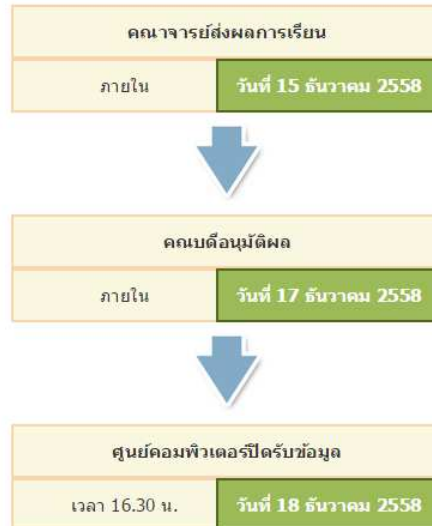 คณาจารย์ส่งผลการเรียน
ภายใน วันที่ 15 ธันวาคม 2558
คณบดีอนุมัติผล
ภายใน วันที่ 17 ธันวาคม 2558
ศูนย์คอมพิวเตอร์ปิดรับข้อมูล
เวลา 16.30 น. วันที่ 18 ธันวาคม 2558